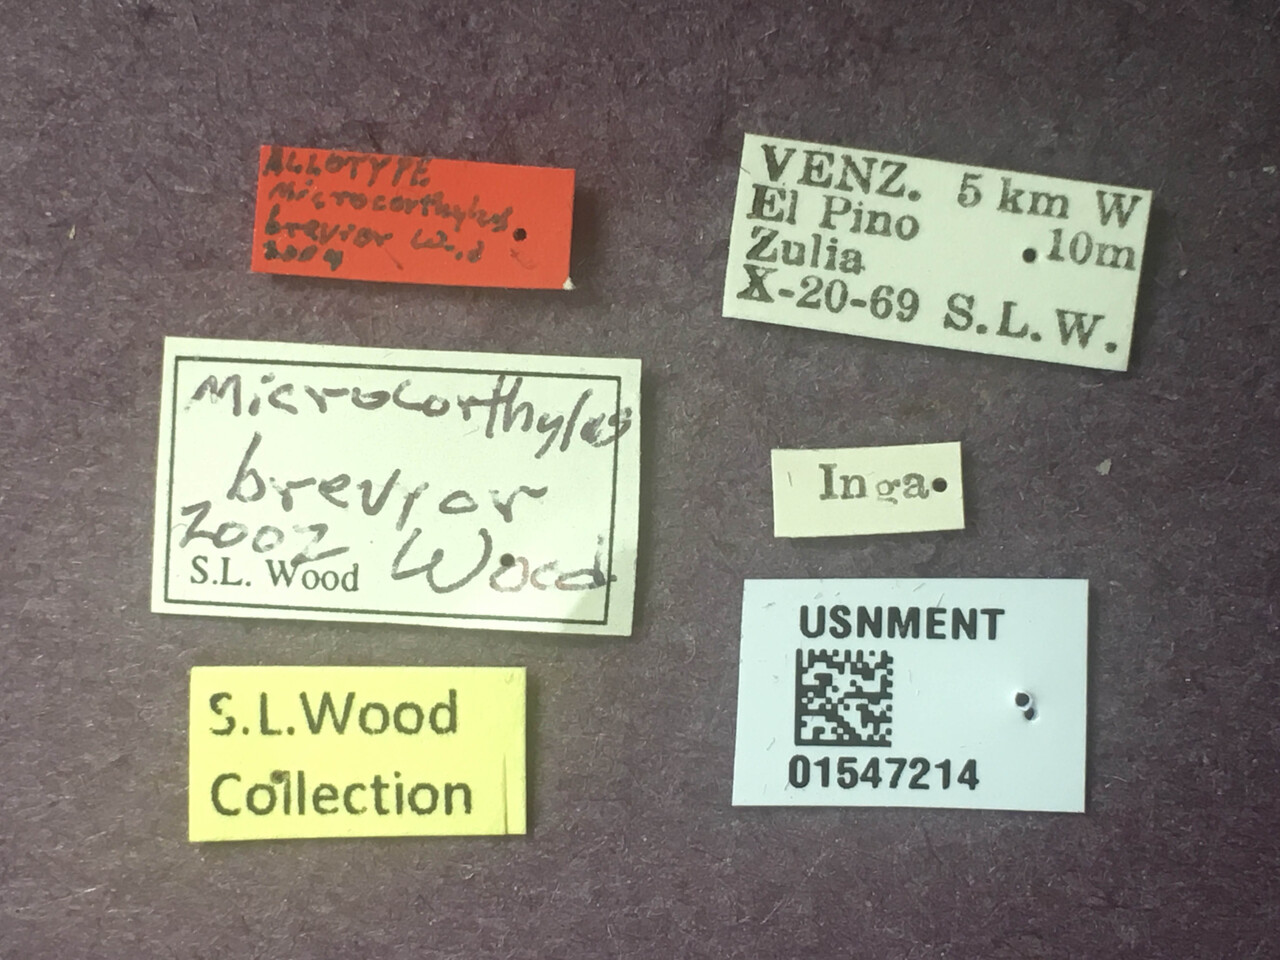 ALLOTYPE
Microcorthylus
brevior Wood
VENZ. 5 km W
El Pino
10m
Zulia
X-20-69 S.L.W.
Microcorthylus
brevior
2002 Wood
S.L. Wood
Inga
USNMENT
01547214
S.L.Wood
Collection